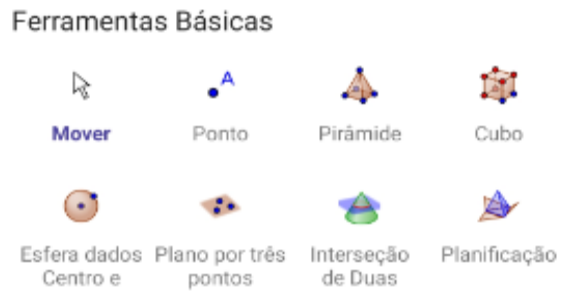 Ferramentas Básicas
A
Mover Ponto Pirâmide Cubo
Esfera dados Plano por três Interseção Planificação
Centro e pontos de Duas